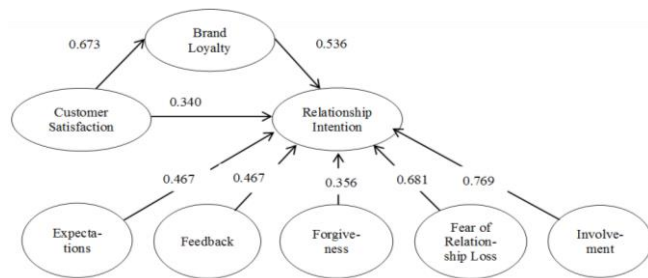 Brand
Loyalty
0.673
0.536
Customer
Satisfaction
0.340
Relationship
Intention
0.467
0.467
0.356
0.681
0.769
Expecta-
tions
Feedback
Forgive-
ness
Fear of
Relation-
ship Loss
Involve-
ment